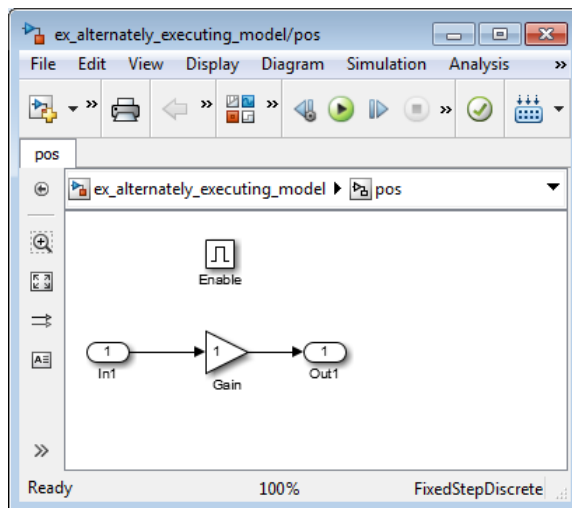 ex_alternately_executing_model/pos
File Edit View Display Diagram Simulation Analysis »
» » » »
pos
ex_alternately_executing_model pos
Enable
1 1 1
In1 Gain Out1
»
Ready 100% FixedStepDiscrete